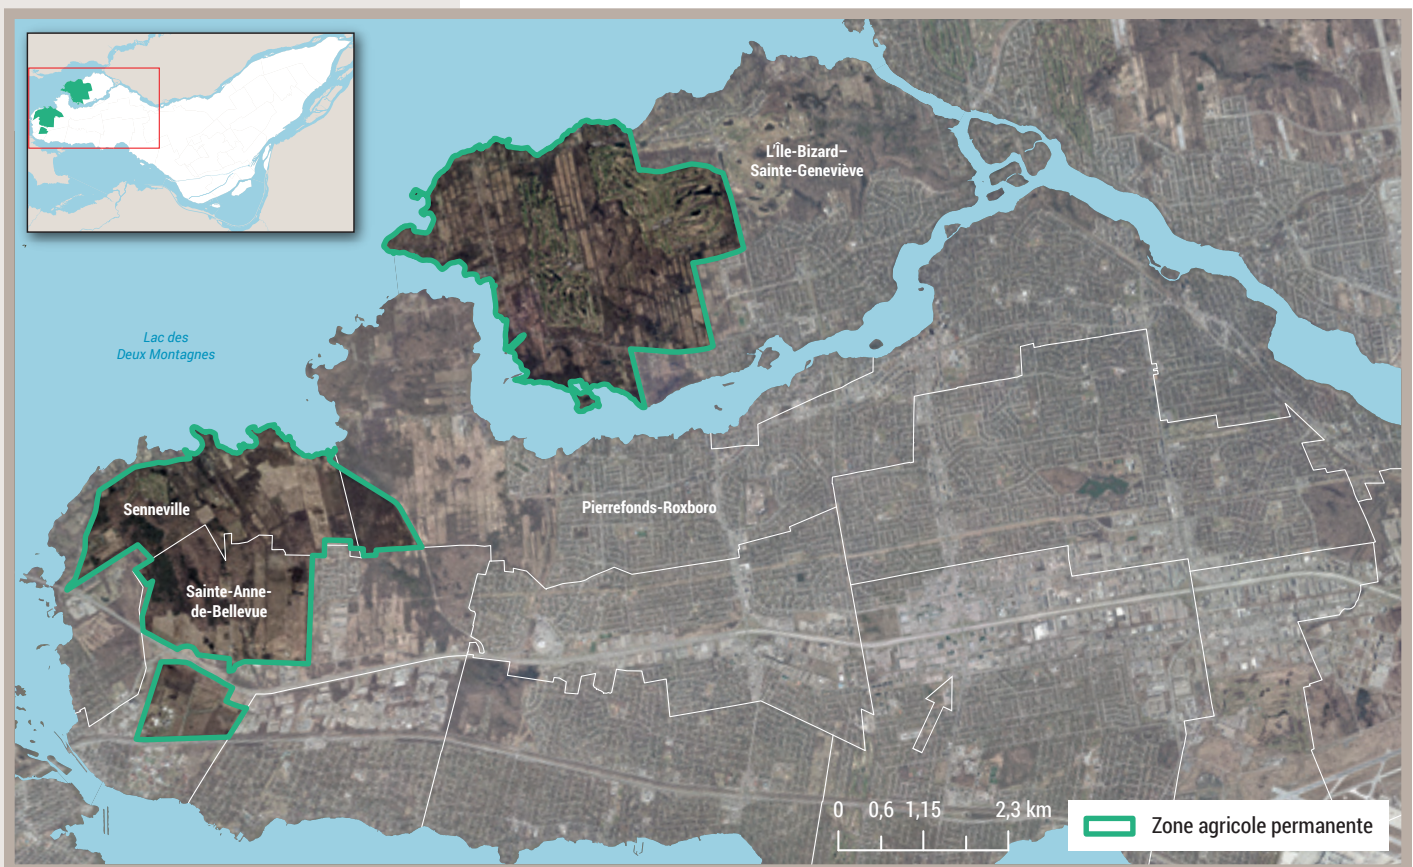 L'Île-Bizard–
Sainte-Geneviève
Lac des
Deux Montagnes
Senneville
Pierrefonds-Roxboro
Sainte-Anne-
de-Bellevue
0 0,6 1,15 2,3 km
Zone agricole permanente